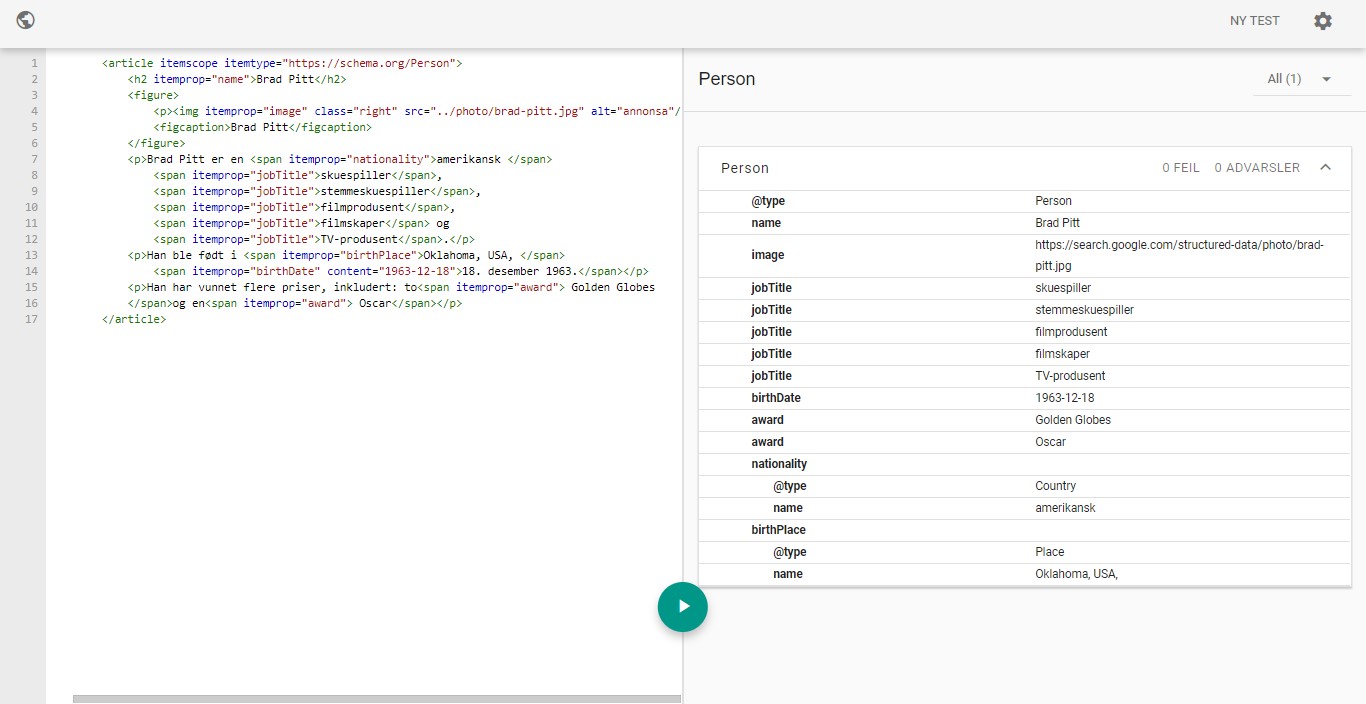 NY TEST
1 <article itemscope itemtype="https://schema.org/Person">
2 <h2 itemprop="name">Brad Pitt</h2>
3 <figure>
4 <p><img itemprop="image" class="right" src="../photo/brad-pitt.jpg" alt="annonsa"/
5 <figcaption>Brad Pitt</figcaption>
6 </figure>
7 <p>Brad Pitt er en <span itemprop="nationality">amerikansk </span>
8 <span itemprop="jobTitle">skuespiller</span>,
9 <span itemprop="jobTitle">stemmeskuespiller</span>,
10 <span itemprop="jobTitle">filmprodusent</span>,
11 <span itemprop="jobTitle">filmskaper</span> og
12 <span itemprop="jobTitle">TV-produsent</span>.</p>
13 <p>Han ble født i <span itemprop="birthPlace">Oklahoma, USA, </span>
14 <span itemprop="birthDate" content="1963-12-18">18. desember 1963.</span></p>
15 <p>Han har vunnet flere priser, inkludert: to<span itemprop="award"> Golden Globes
16 </span>og en<span itemprop="award"> Oscar</span></p>
17 </article>
Person
All (1)
Person 0 FEIL 0 ADVARSLER
@type Person
name Brad Pitt
image https://search.google.com/structured-data/photo/brad-
pitt.jpg
jobTitle skuespiller
jobTitle stemmeskuespiller
jobTitle filmprodusent
jobTitle filmskaper
jobTitle TV-produsent
birthDate 1963-12-18
award Golden Globes
award Oscar
nationality
@type Country
name amerikansk
birthPlace
@type Place
name Oklahoma, USA,